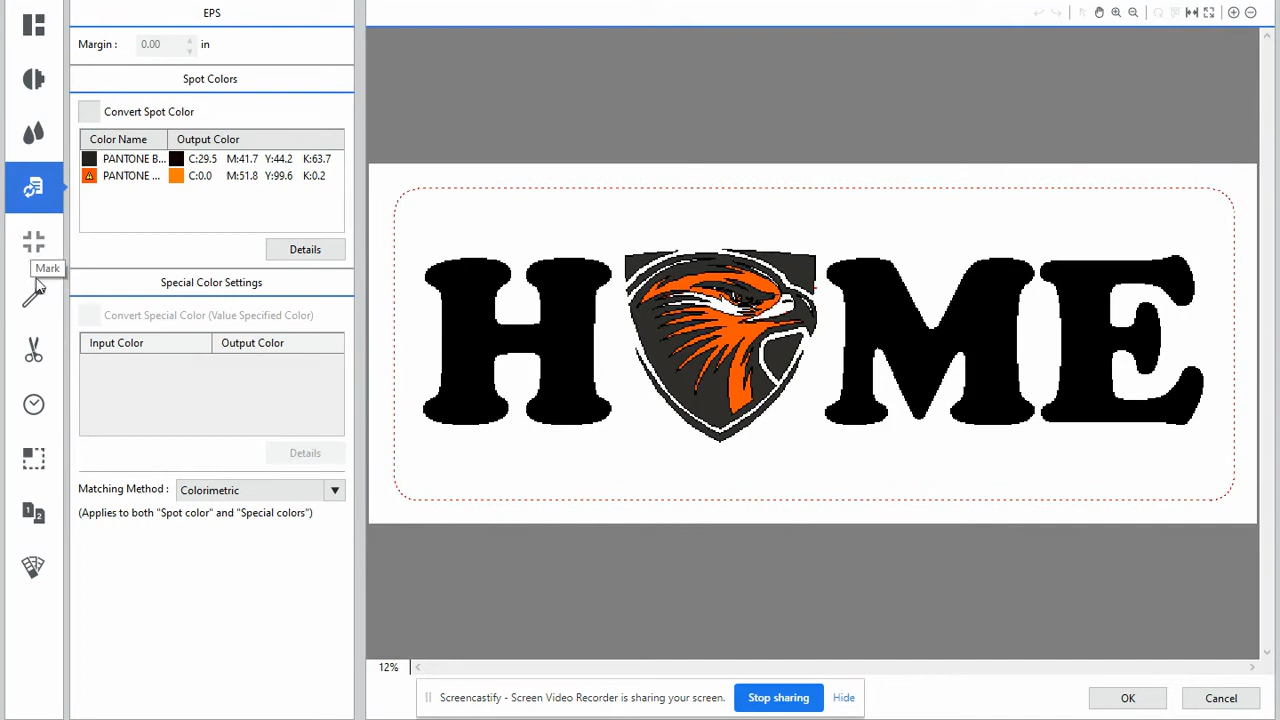 EPS
Margin : 0.00 in
Spot Colors
Convert Spot Color
Color Name Output Color
PANTONE B... C:29.5 M:41.7 Y:44.2 K:63.7
PANTONE ... C:0.0 M:51.8 Y:99.6 K:0.2
Details
Mark
Special Color Settings
Convert Special Color (Value Specified Color)
Input Color Output Color
Details
Matching Method : Colorimetric
(Applies to both "Spot color" and "Special colors")
1 2
H ME
12%
Screencastify - Screen Video Recorder is sharing your screen. Stop sharing Hide
OK Cancel